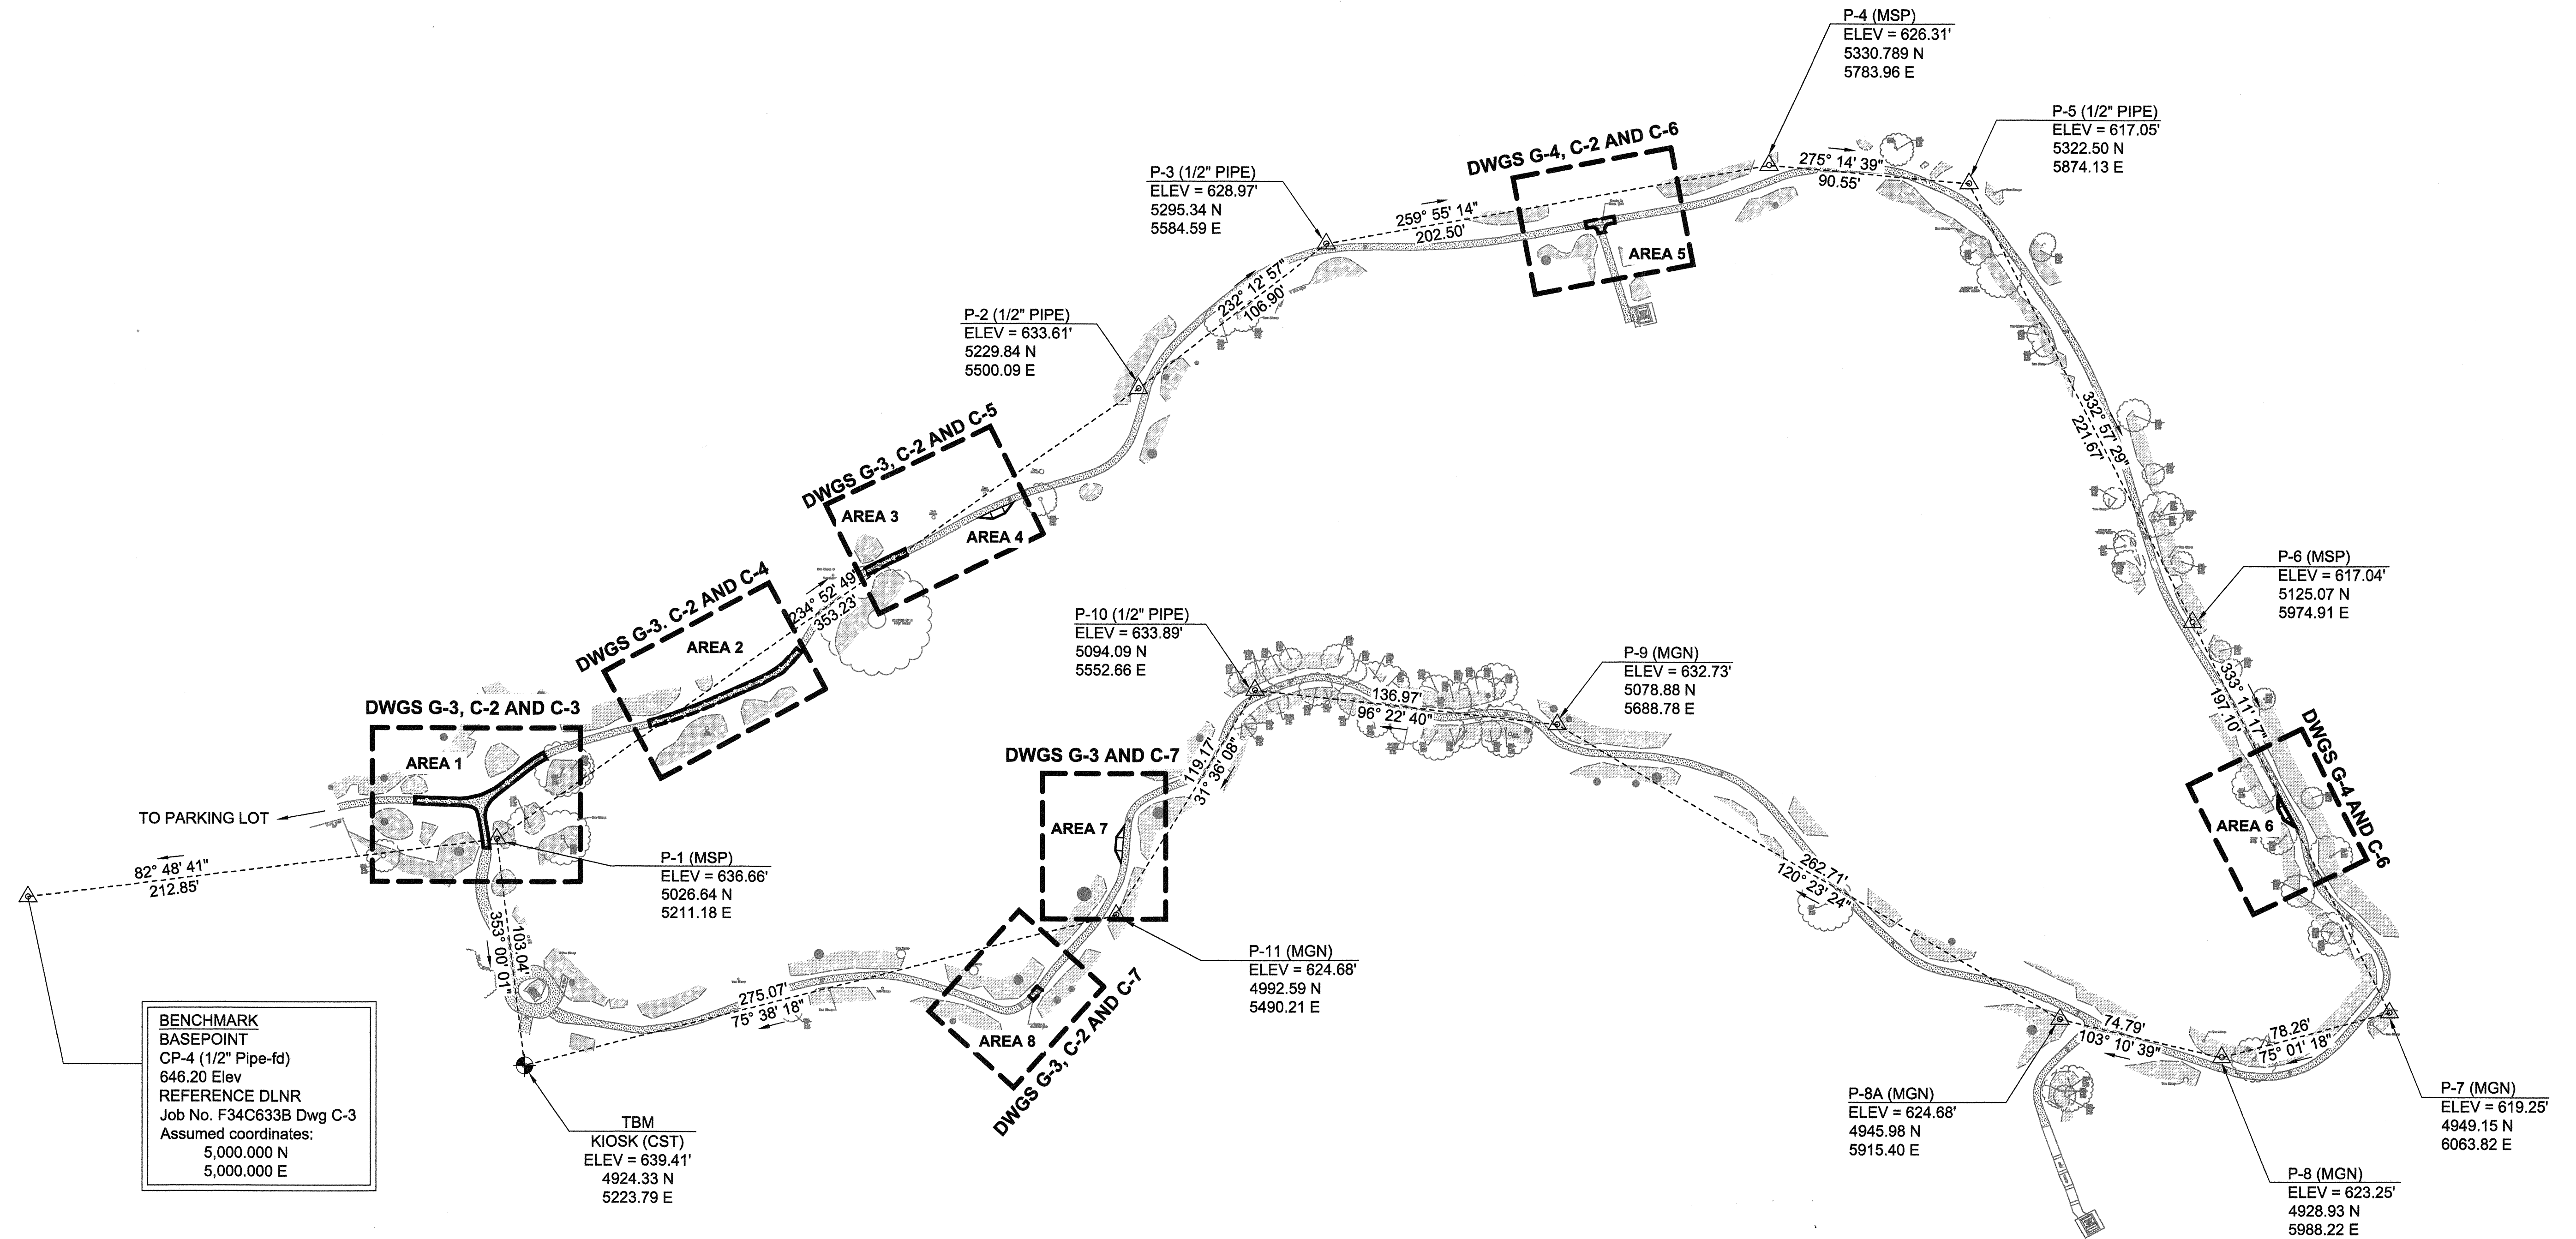 P-4 (MSP)
ELEV = 626.31'
5330.789 N
5783.96 E
P-5 (1/2" PIPE)
ELEV = 617.05'
5322.50 N
5874.13 E
DWGS G-4, C-2 AND C-6
AREA 5
275° 14' 39"
90.55'
P-3 (1/2" PIPE)
ELEV = 628.97'
5295.34 N
5584.59 E
259° 55' 14"
202.50'
232° 12' 57"
106.90'
P-2 (1/2" PIPE)
ELEV = 633.61'
5229.84 N
5500.09 E
332° 57' 29"
221.67'
DWGS G-3, C-2 AND C-5
AREA 3
AREA 4
234° 52' 49"
353.23'
DWGS G-3. C-2 AND C-4
AREA 2
P-6 (MSP)
ELEV = 617.04'
5125.07 N
5974.91 E
P-10 (1/2" PIPE)
ELEV = 633.89'
5094.09 N
5552.66 E
P-9 (MGN)
ELEV = 632.73'
5078.88 N
5688.78 E
136.97'
96° 22' 40"
333° 11' 17"
197.10'
DWGS G-3, C-2 AND C-3
AREA 1
TO PARKING LOT
82° 48' 41"
212.85'
P-1 (MSP)
ELEV = 636.66'
5026.64 N
5211.18 E
DWGS G-3 AND C-7
AREA 7
119.17'
31° 36' 08"
DWGS G-4 AND C-6
AREA 6
262.71'
120° 23' 24"
103.04'
353° 00' 01"
P-11 (MGN)
ELEV = 624.68'
4992.59 N
5490.21 E
275.07'
75° 38' 18"
AREA 8
DWGS G-3, C-2 AND C-7
74.79'
103° 10' 39"
78.26'
75° 01' 18"
BENCHMARK
BASEPOINT
CP-4 (1/2" Pipe-fd)
646.20 Elev
REFERENCE DLNR
Job No. F34C633B Dwg C-3
Assumed coordinates:
5,000.000 N
5,000.000 E
TBM
KIOSK (CST)
ELEV = 639.41'
4924.33 N
5223.79 E
P-8A (MGN)
ELEV = 624.68'
4945.98 N
5915.40 E
P-7 (MGN)
ELEV = 619.25'
4949.15 N
6063.82 E
P-8 (MGN)
ELEV = 623.25'
4928.93 N
5988.22 E